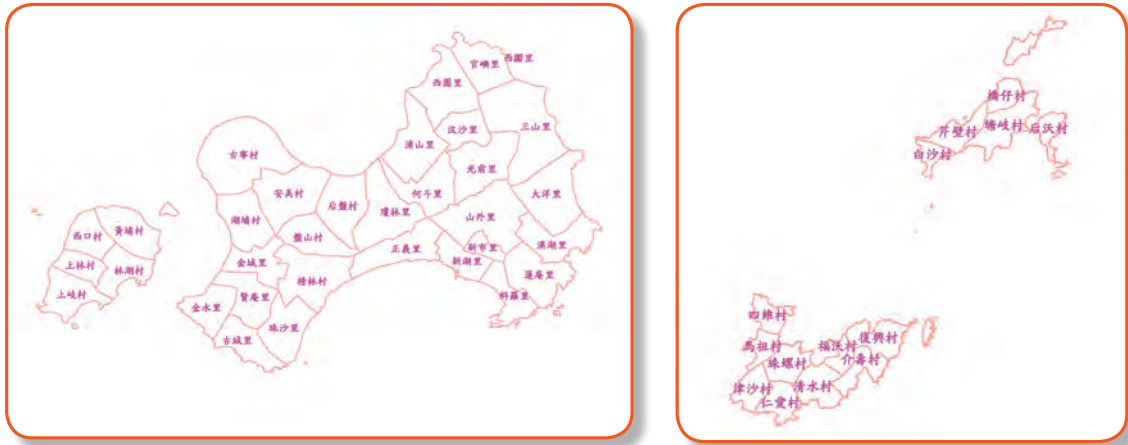 官嶼里
西園里
西園里
汶沙里
三山里
浦山里
古寧村
光前里
安美村
后盤村
何斗里
大洋里
瓊林里
湖埔村
山外里
西口村
黃埔村
盤山村
正義里
新市里
溪湖里
金城里
新湖里
上林村
林湖村
榜林村
蓮庵里
上岐村
賢庵里
料羅里
金水里
珠沙里
古城里
橋仔村
芹壁村
塘岐村
后沃村
白沙村
四維村
馬祖村
福沃村
復興村
珠螺村
介壽村
津沙村
清水村
仁愛村